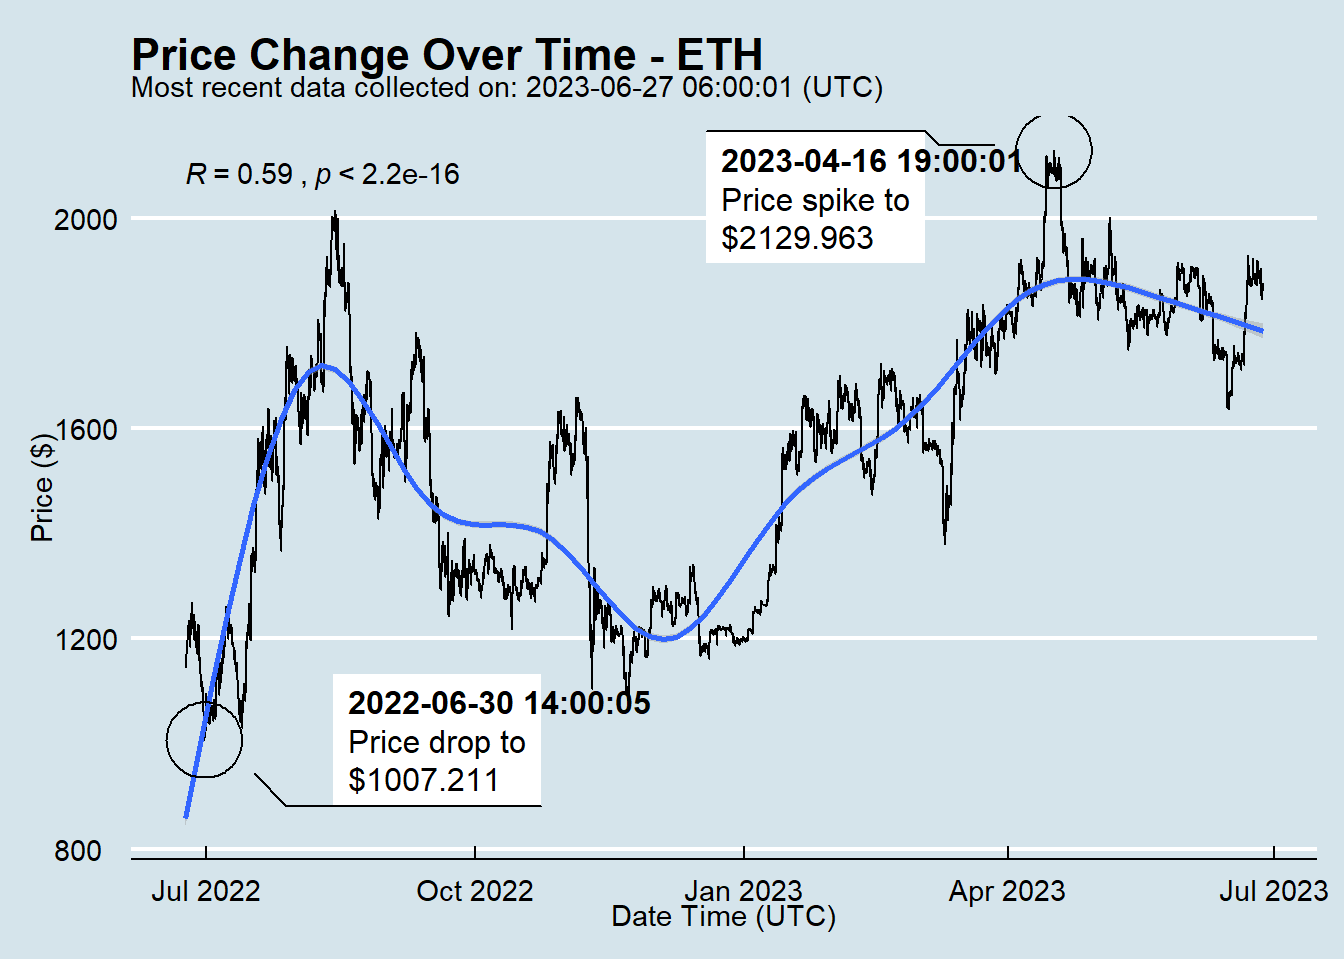 Price Change Over Time - ETH
Most recent data collected on: 2023-06-27 06:00:01 (UTC)
R = 0.59 , p < 2.2e-16
2023-04-16 19:00:01
Price spike to
$2129.963
2022-06-30 14:00:05
Price drop to
$1007.211
Price ($)
2000
1600
1200
800
Jul 2022
Oct 2022
Jan 2023
Apr 2023
Jul 2023
Date Time (UTC)